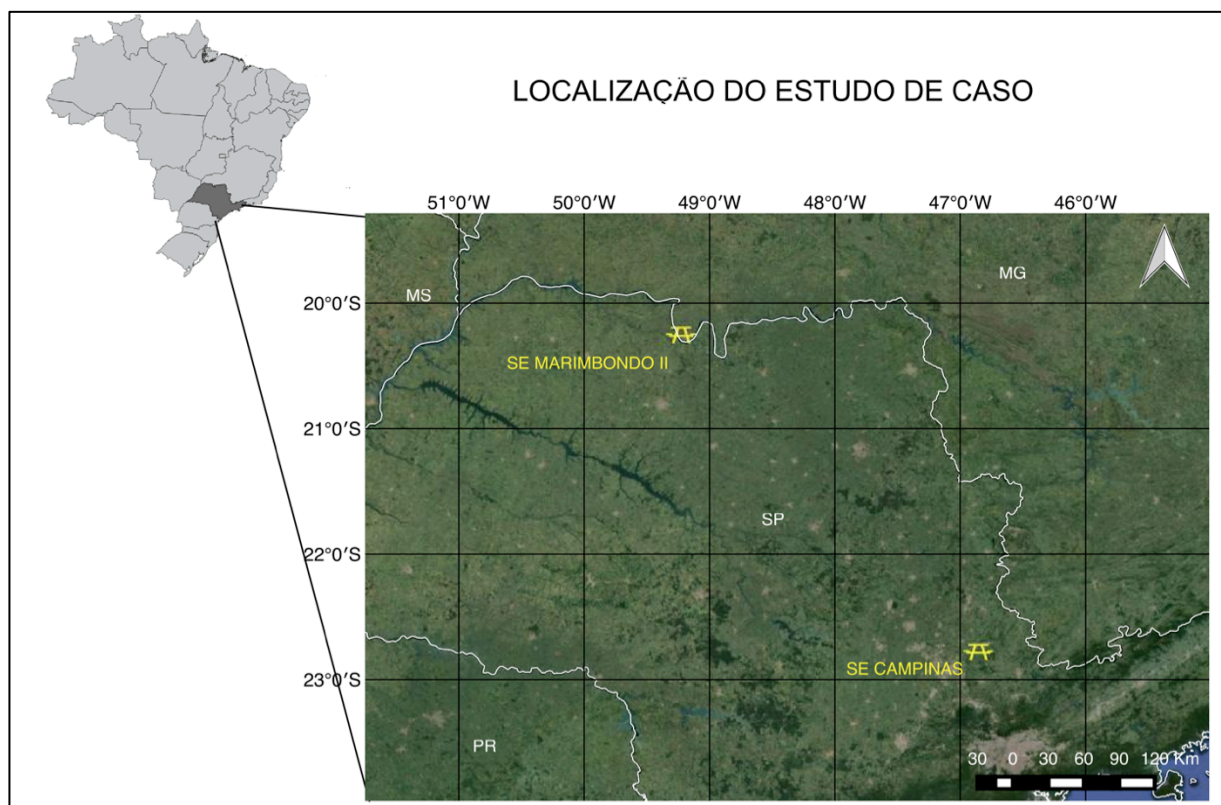 LOCALIZAÇÃO DO ESTUDO DE CASO
51°0'W 50°0'W 49°0'W 48°0'W 47°0'W 46°0'W
MG
MS
20°0'S
SE MARIMBONDO II
21°0'S
SP
22°0'S
SE CAMPINAS
23°0'S
PR
30 0 30 60 90 120 Km